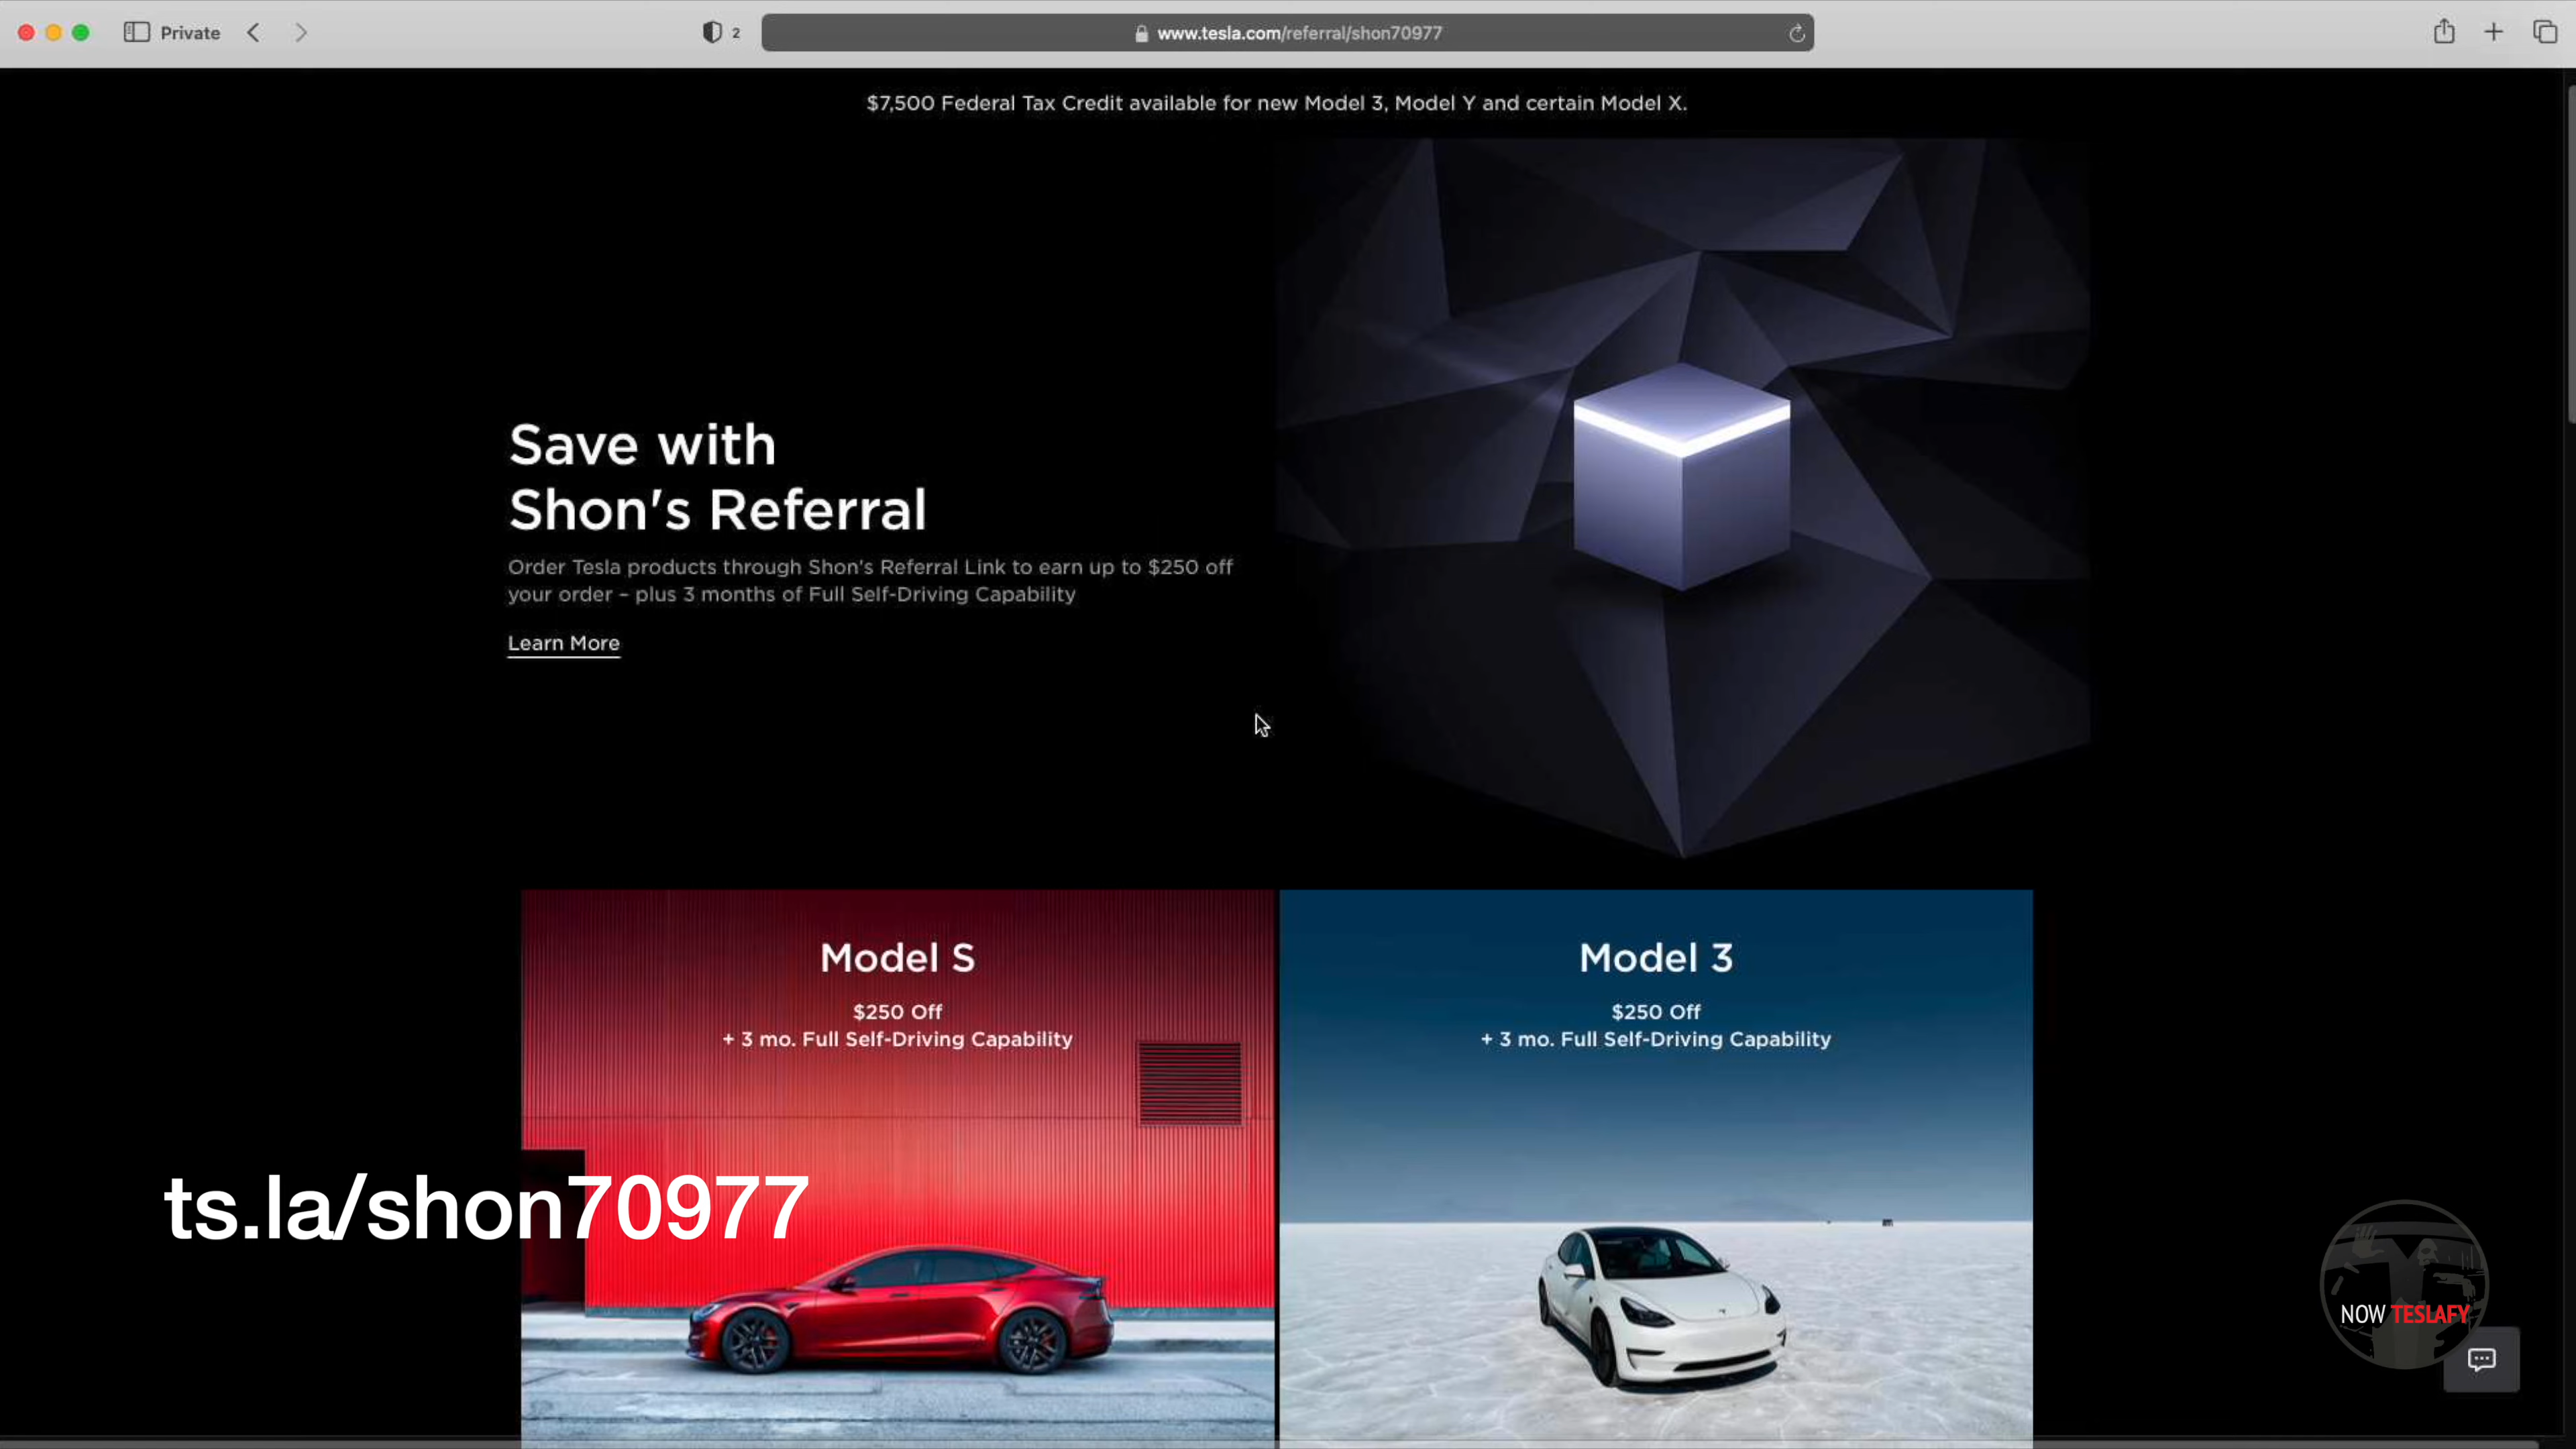 Private
2
www.tesla.com/referral/shon70977
$7,500 Federal Tax Credit available for new Model 3, Model Y and certain Model X.
Save with
Shon's Referral
Order Tesla products through Shon's Referral Link to earn up to $250 off
your order – plus 3 months of Full Self-Driving Capability
Learn More
Model S
$250 Off
+ 3 mo. Full Self-Driving Capability
Model 3
$250 Off
+ 3 mo. Full Self-Driving Capability
ts.la/shon70977
NOW TESLAFY